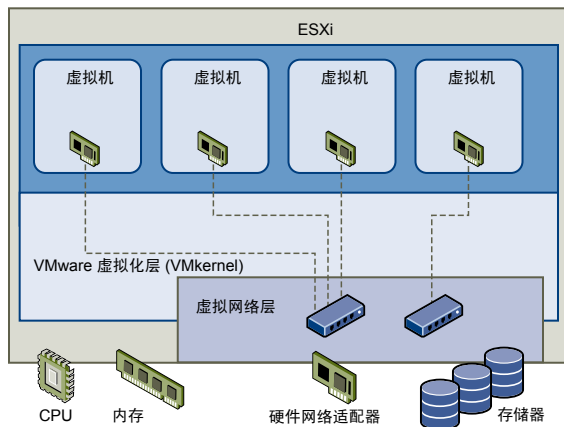 ESXi
虚拟机
虚拟机
虚拟机
虚拟机
VMware 虚拟化层 (VMkernel)
虚拟网络层
CPU
内存
硬件网络适配器
存储器